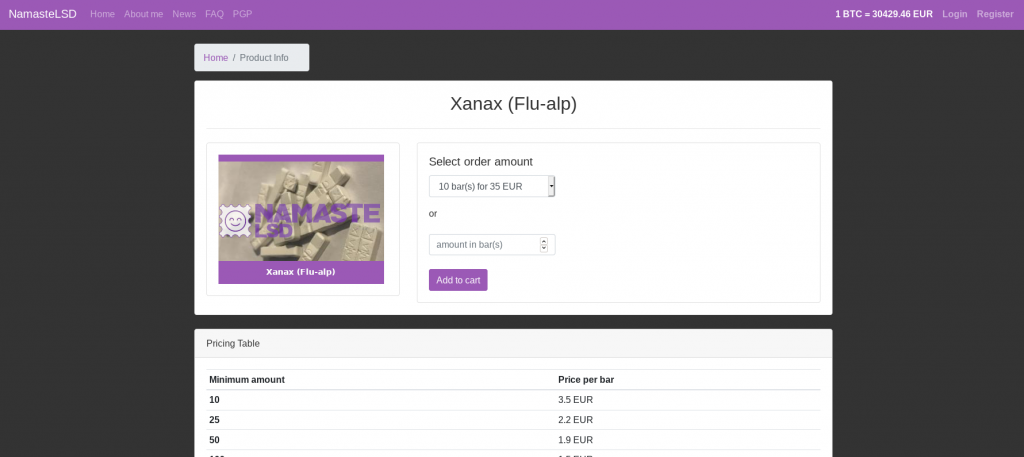 NamasteLSD Home About me News FAQ PGP 1 BTC = 30429.46 EUR Login Register
Home / Product Info
Xanax (Flu-alp)
NAMASTE
LSD
Xanax (Flu-alp)
Select order amount
10 bar(s) for 35 EUR
or
amount in bar(s)
Add to cart
Pricing Table
Minimum amount Price per bar
10 3.5 EUR
25 2.2 EUR
50 1.9 EUR